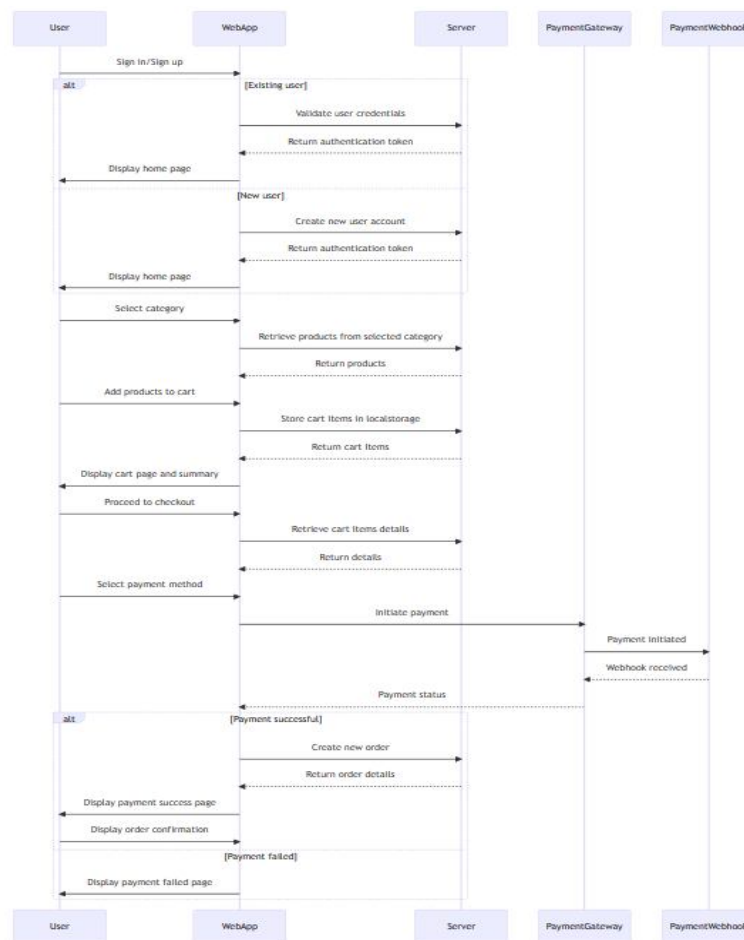 User
WebApp
Server
PaymentGateway
PaymentWebhook
Sign in/Sign up
alt
[Existing user]
Validate user credentials
Return authentication token
Display home page
[New user]
Create new user account
Return authentication token
Display home page
Select category
Retrieve products from selected category
Return products
Add products to cart
Store cart items in localstorage
Return cart items
Display cart page and summary
Proceed to checkout
Retrieve cart items details
Return details
Select payment method
Initiate payment
Payment initiated
Webhook received
Payment status
alt
[Payment successful]
Create new order
Return order details
Display payment success page
Display order confirmation
[Payment failed]
Display payment failed page
User
WebApp
Server
PaymentGateway
PaymentWebhook